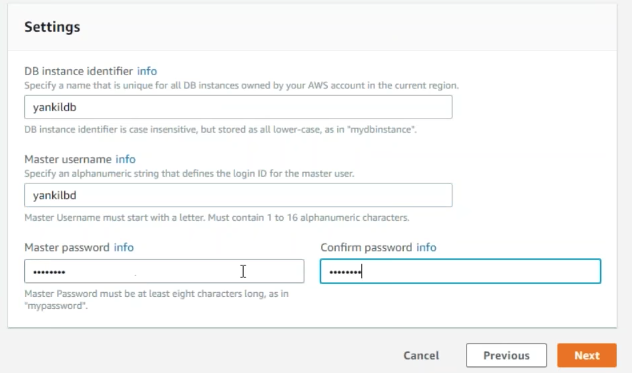 Settings
DB instance identifier info
Specify a name that is unique for all DB instances owned by your AWS account in the current region.
yankildb
DB instance identifier is case insensitive, but stored as all lower-case, as in "mydbinstance".
Master username info
Specify an alphanumeric string that defines the login ID for the master user.
yankilbd
Master Username must start with a letter. Must contain 1 to 16 alphanumeric characters.
Master password info
Confirm password info
••••••••
••••••••
Master Password must be at least eight characters long, as in
"mypassword".
Cancel
Previous
Next